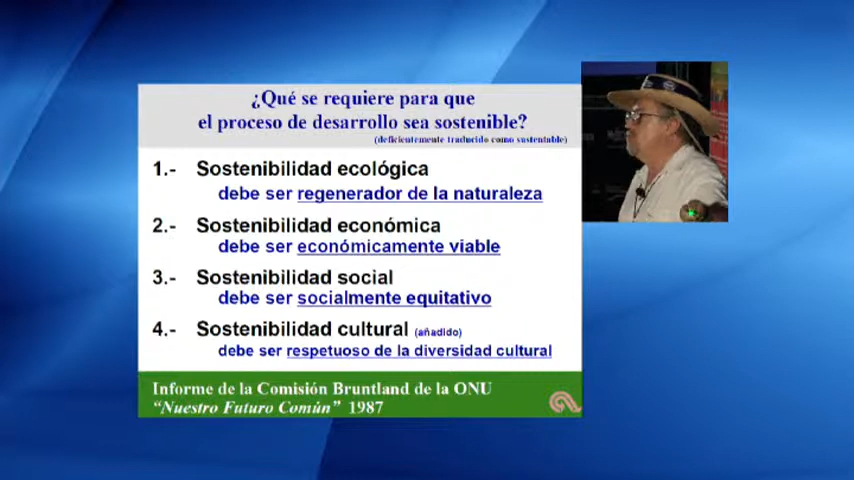 ¿Qué se requiere para que
el proceso de desarrollo sea sostenible?
(deficientemente traducido como sustentable)
1.- Sostenibilidad ecológica
debe ser regenerador de la naturaleza
2.- Sostenibilidad económica
debe ser económicamente viable
3.- Sostenibilidad social
debe ser socialmente equitativo
4.- Sostenibilidad cultural (añadido)
debe ser respetuoso de la diversidad cultural
Informe de la Comisión Bruntland de la ONU
“Nuestro Futuro Común” 1987